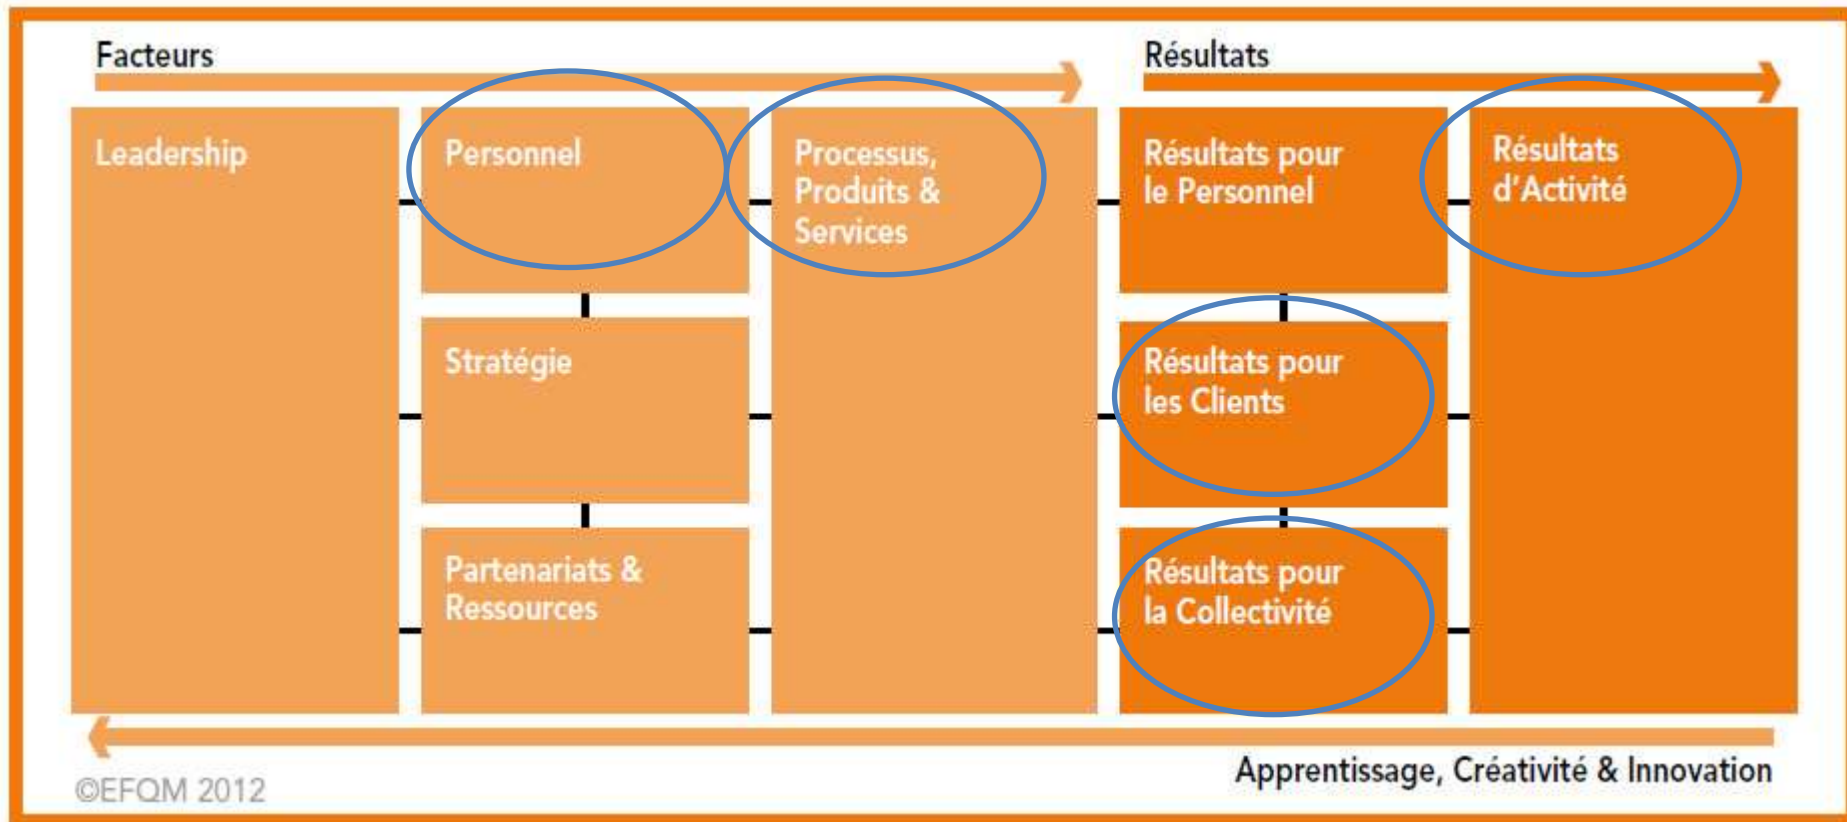 Facteurs
Résultats
Leadership
Personnel
Processus,
Produits &
Services
Résultats pour
le Personnel
Résultats
d'Activité
Stratégie
Résultats pour
les Clients
Partenariats &
Ressources
Résultats pour
la Collectivité
Apprentissage, Créativité & Innovation
©EFQM 2012